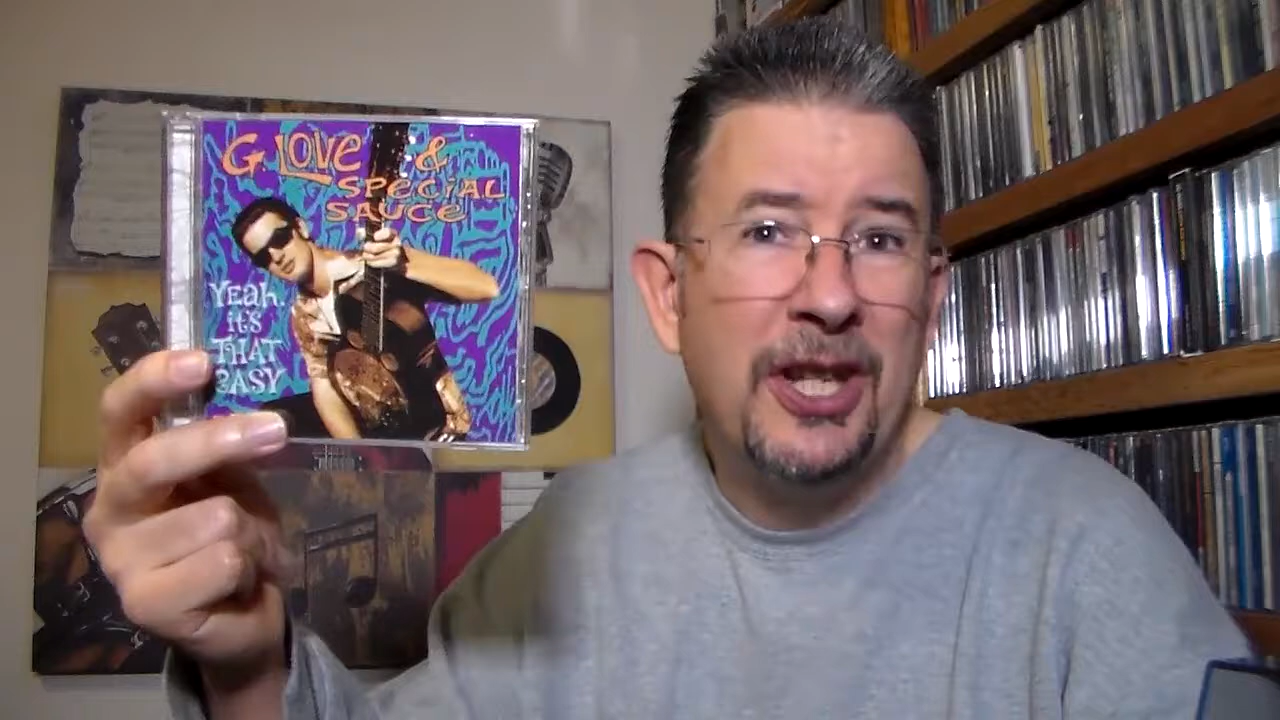 G LOVE &
SPECIAL
SAUCE
Yeah,
it's
THAT
EASY